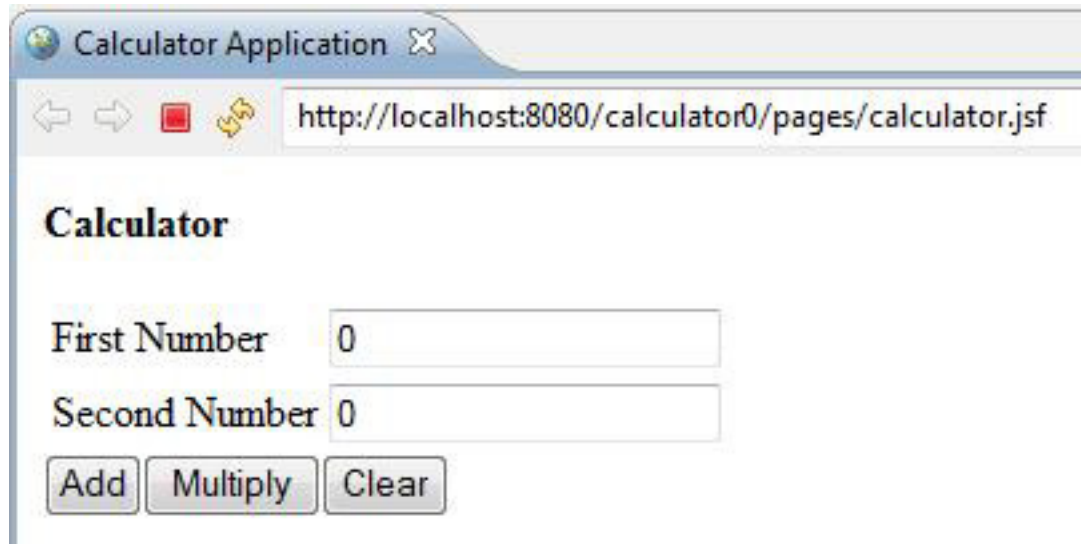 Calculator Application
http://localhost:8080/calculator0/pages/calculator.jsf
Calculator
First Number 0
Second Number 0
Add Multiply Clear